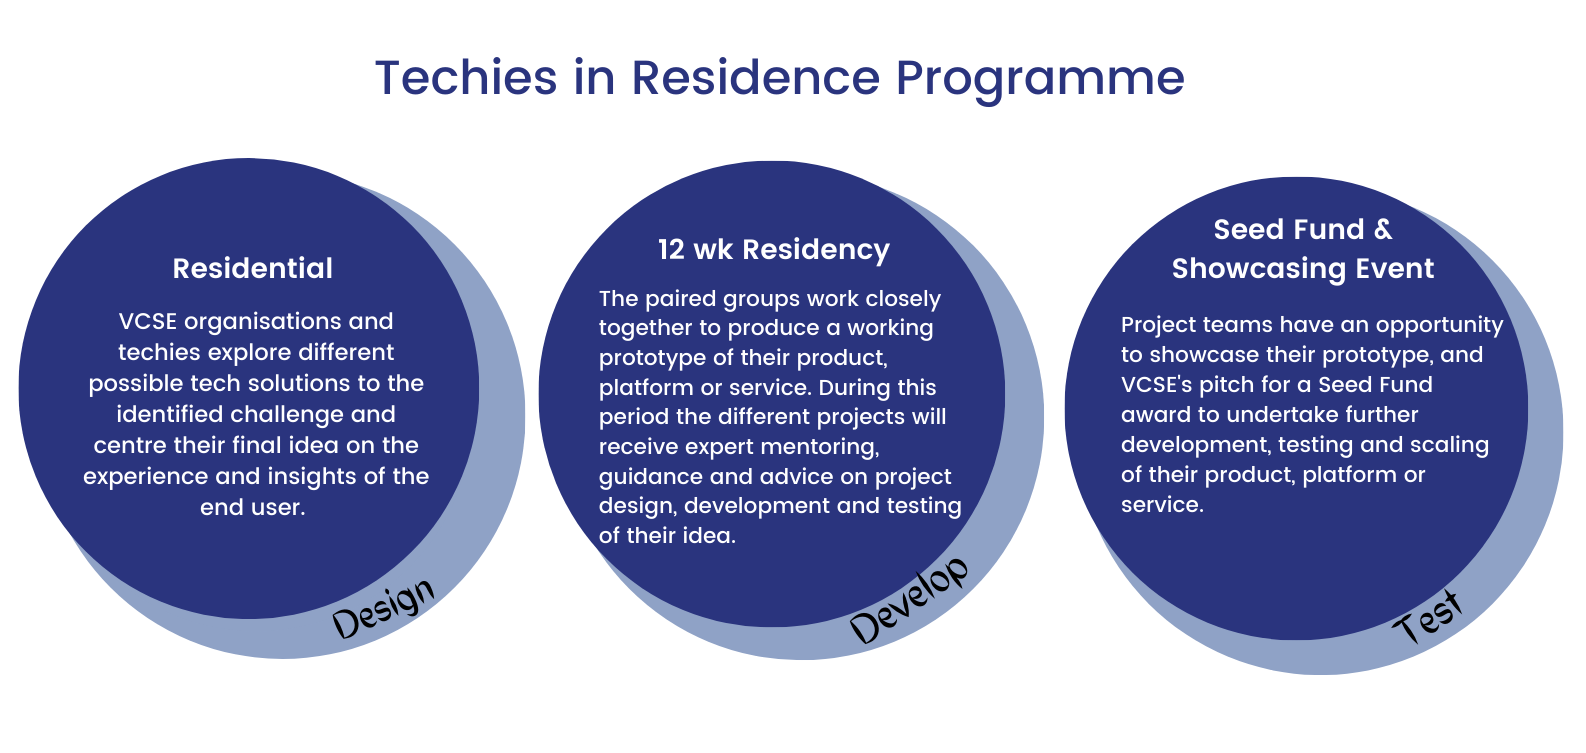 Techies in Residence Programme
Residential
VCSE organisations and
techies explore different
possible tech solutions to the
identified challenge and
centre their final idea on the
experience and insights of the
end user.
Design
12 wk Residency
The paired groups work closely
together to produce a working
prototype of their product,
platform or service. During this
period the different projects will
receive expert mentoring,
guidance and advice on project
design, development and testing
of their idea.
Develop
Seed Fund &
Showcasing Event
Project teams have an opportunity
to showcase their prototype, and
VCSE's pitch for a Seed Fund
award to undertake further
development, testing and scaling
of their product, platform or
service.
Test